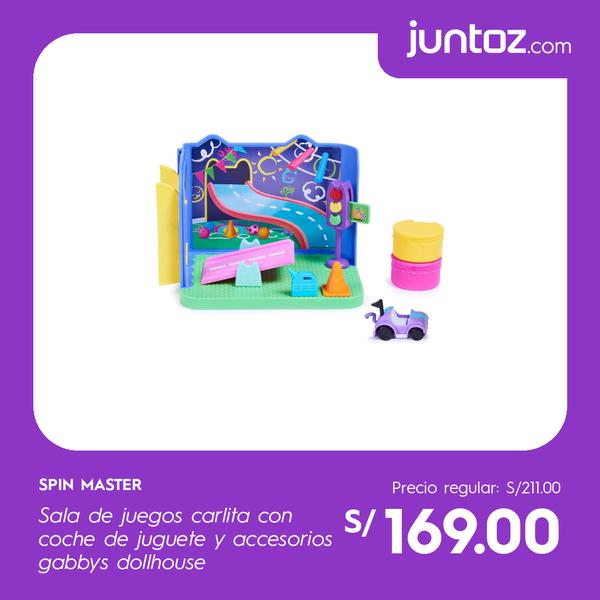 juntoz.com
SPIN MASTER
Sala de juegos carlita con
coche de juguete y accesorios
gabbys dollhouse
Precio regular: S/211.00
S/169.00